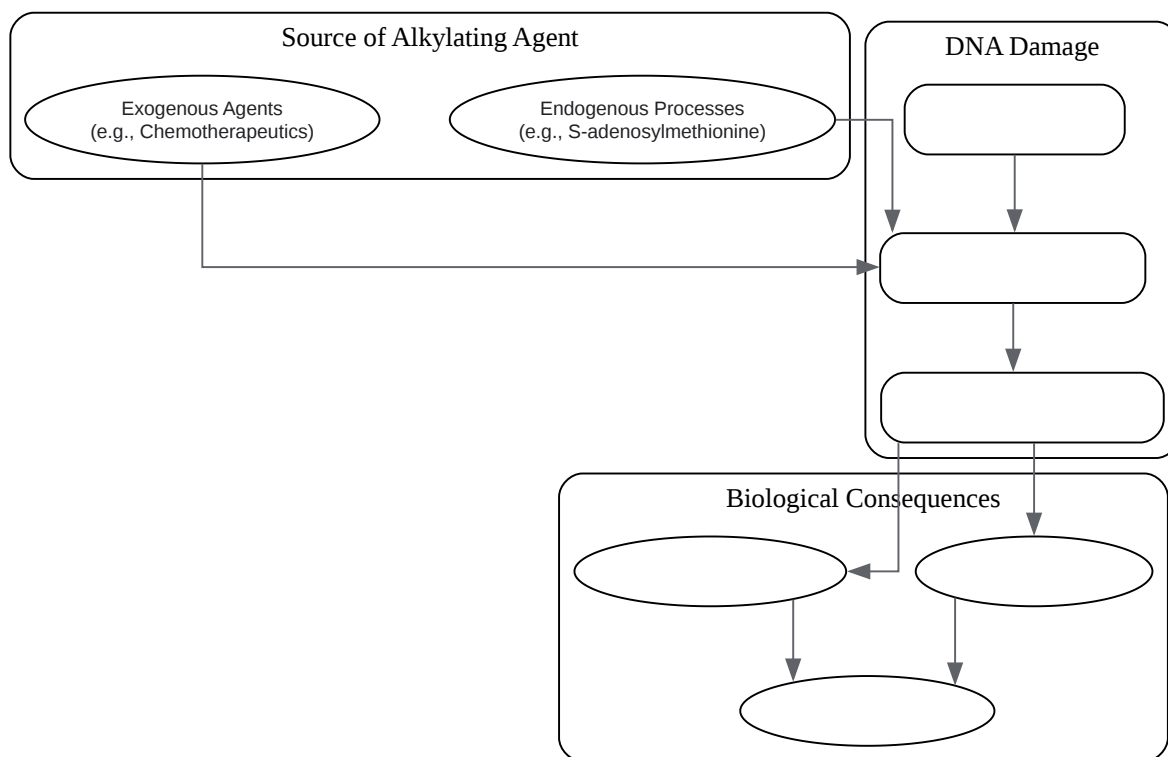 Source of Alkylating Agent
Exogenous Agents
(e.g., Chemotherapeutics)
Endogenous Processes
(e.g., S-adenosylmethionine)
DNA Damage
Biological Consequences